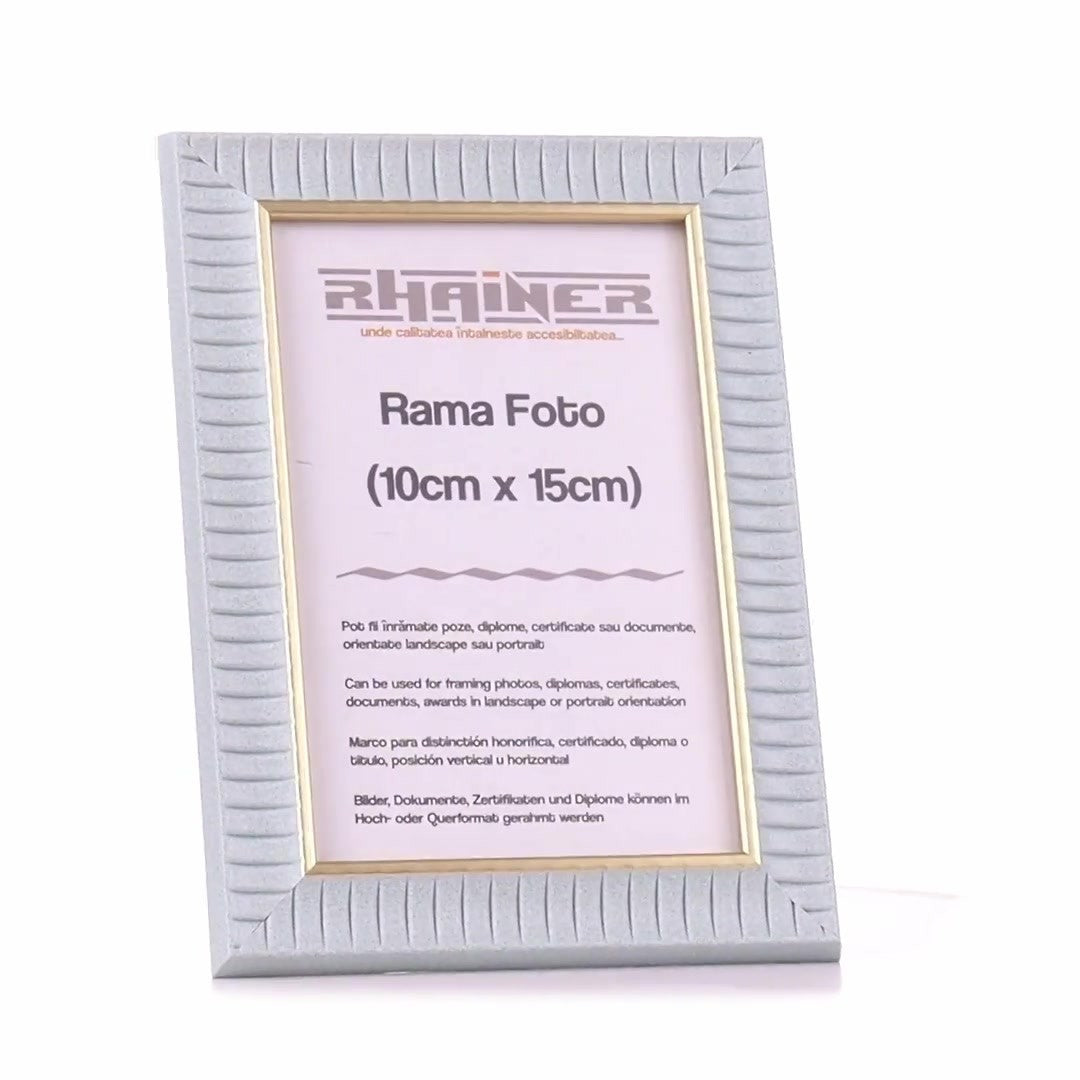 RHAINER
unde calitatea întalneste accesibilitatea...
Rama Foto
(10cm x 15cm)
Pot fi înrămate poze, diplome, certificate sau documente,
orientate landscape sau portrait
Can be used for framing photos, diplomas, certificates,
documents, awards in landscape or portrait orientation
Marco para distinctión honorifica, certificado, diploma o
titulo, posición vertical u horizontal
Bilder, Dokumente, Zertifikaten und Diplome können im
Hoch- oder Querformat gerahmt werden